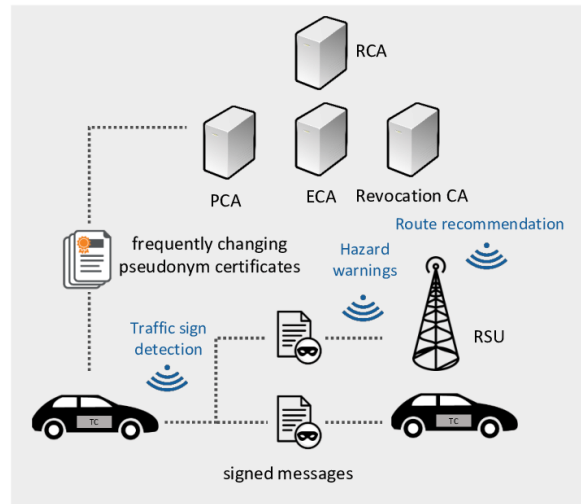 RCA
PCA
ECA
Revocation CA
Route recommendation
frequently changing
pseudonym certificates
Hazard
warnings
Traffic sign
detection
RSU
TC
TC
signed messages